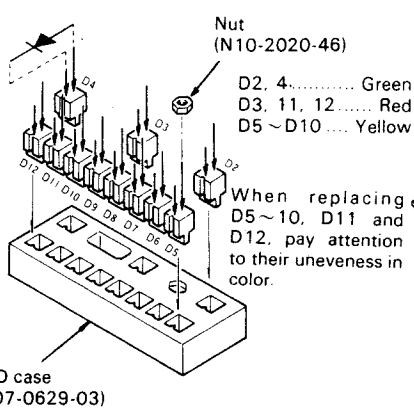 Nut
(N10-2020-46)
D2, 4........... Green
D3, 11, 12...... Red
D5~D10 .... Yellow
D4
D3
D2
D12 D11 D10 D9 D8 D7 D6 D5
When replacing
D5~10, D11 and
D12, pay attention
to their uneveness in
color.
D case
07-0629-03)